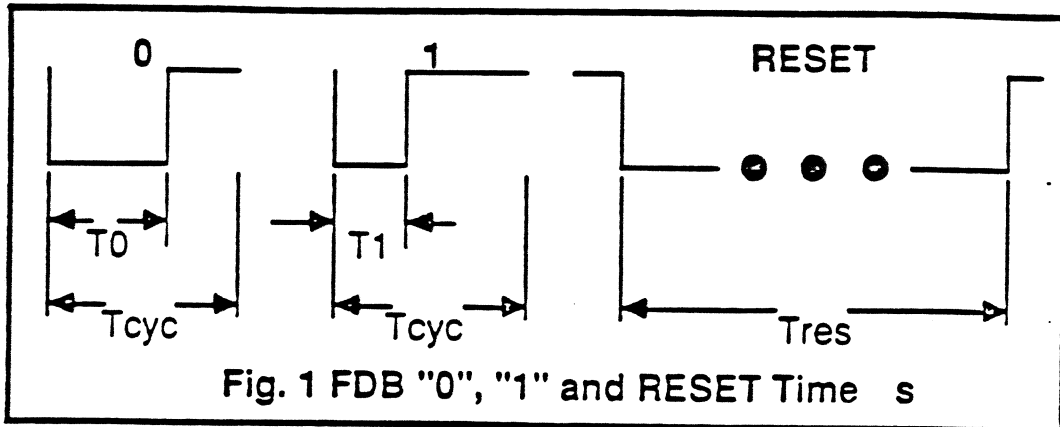 0 1 RESET
T0 T1
Tcyc Tcyc Tres
Fig. 1 FDB "0", "1" and RESET Time s